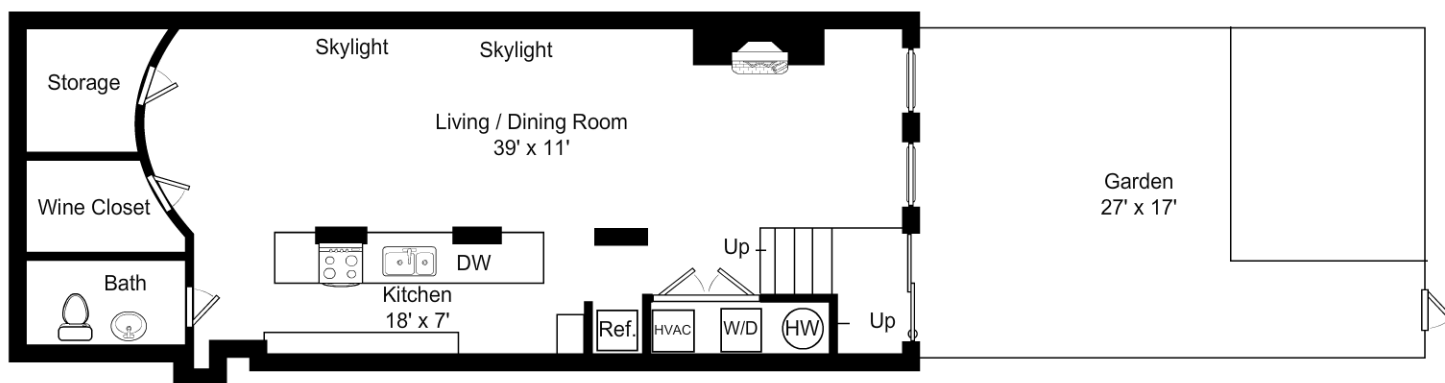 Skylight
Skylight
Storage
Living / Dining Room
39' x 11'
Wine Closet
Garden
27' x 17'
Up
DW
Bath
Kitchen
18' x 7'
Ref.
HVAC
W/D
HW
Up